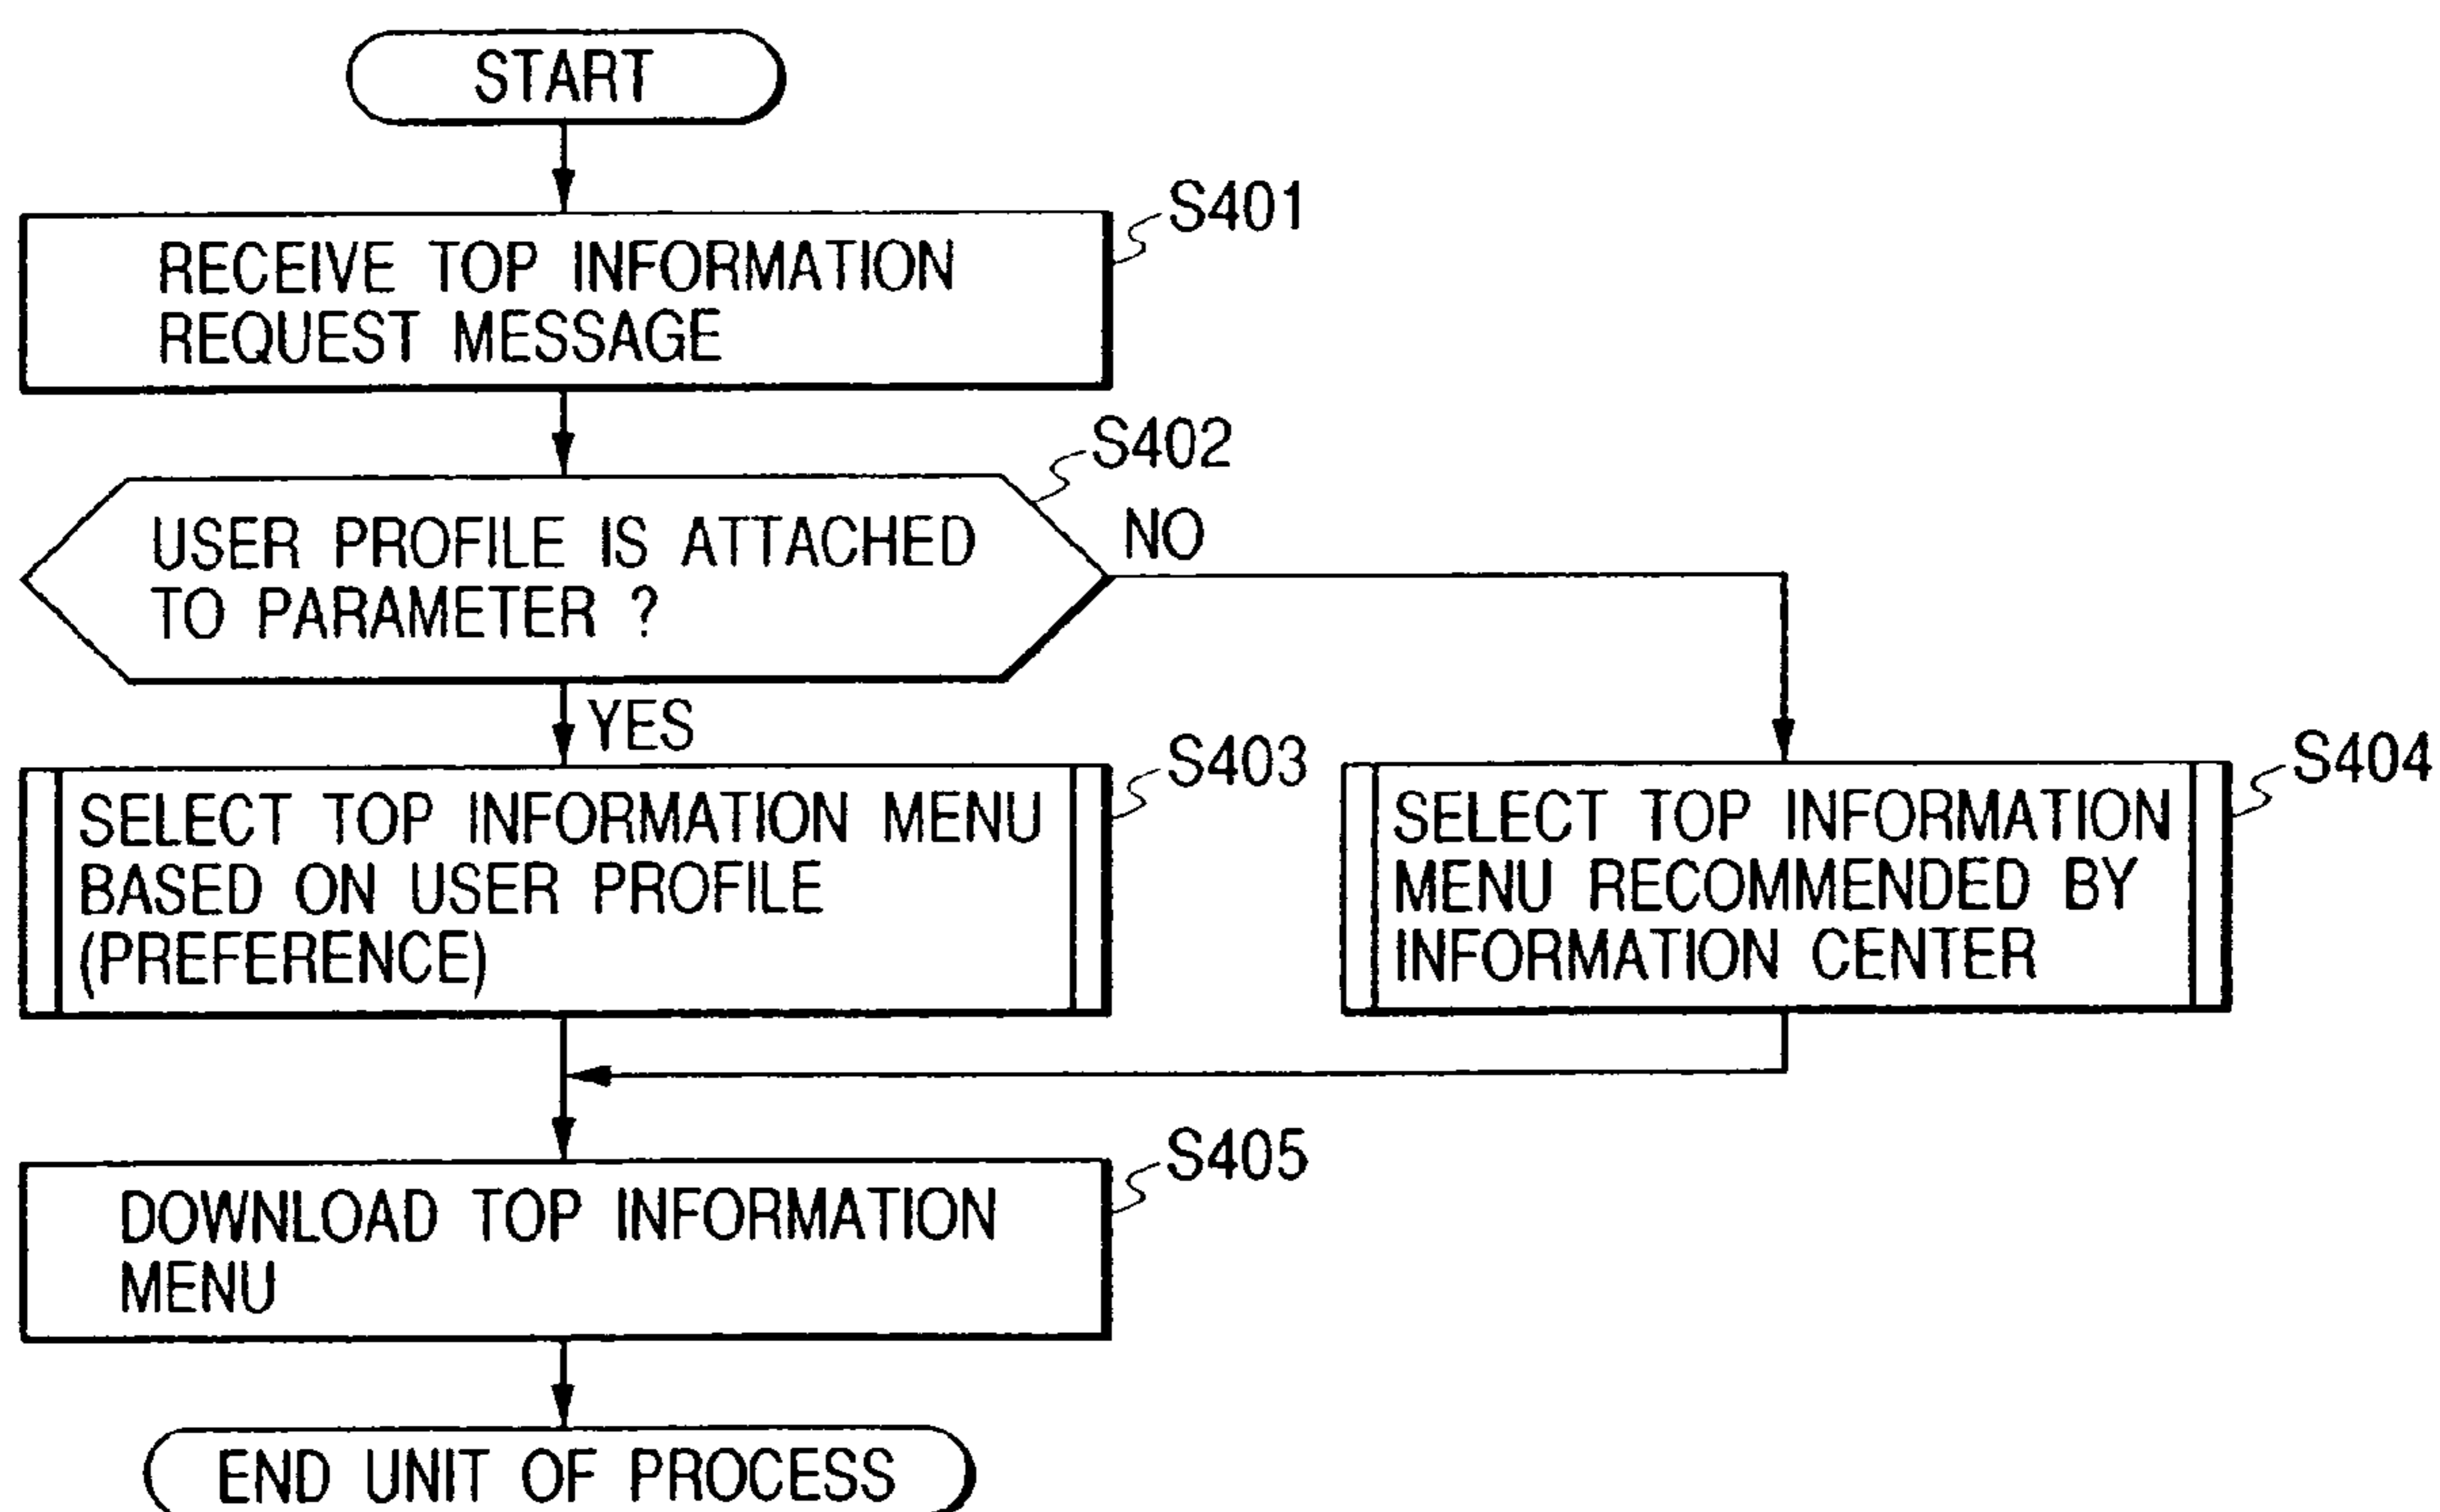 START
S401
RECEIVE TOP INFORMATION
REQUEST MESSAGE
S402
USER PROFILE IS ATTACHED
TO PARAMETER ?
NO
YES
S403
SELECT TOP INFORMATION MENU
BASED ON USER PROFILE
(PREFERENCE)
S404
SELECT TOP INFORMATION
MENU RECOMMENDED BY
INFORMATION CENTER
S405
DOWNLOAD TOP INFORMATION
MENU
END UNIT OF PROCESS